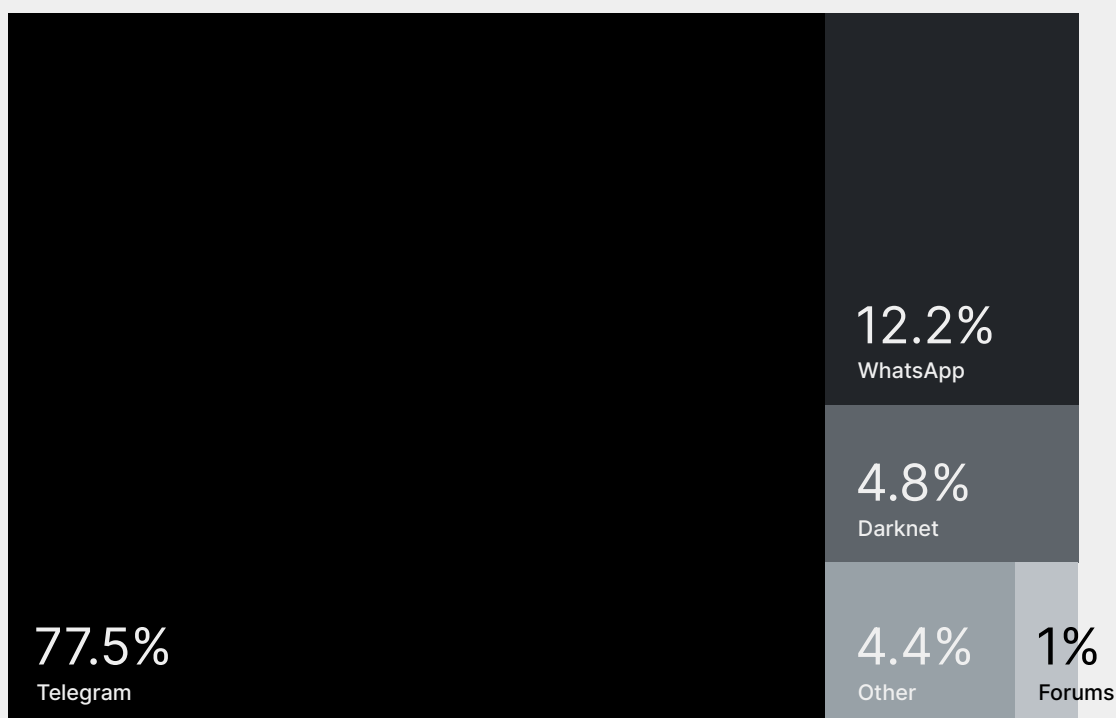 12.2%
WhatsApp
4.8%
Darknet
77.5%
Telegram
4.4%
Other
1%
Forums